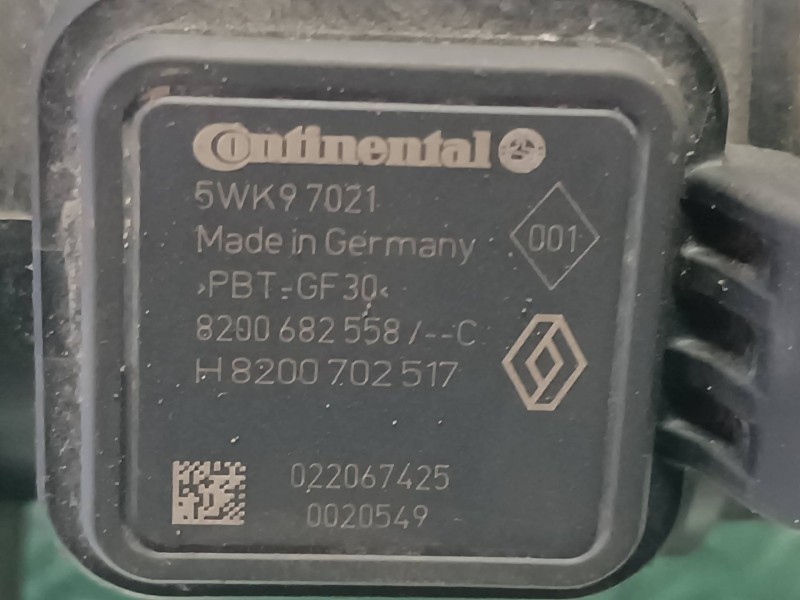 Continental
5WK9 7021
Made in Germany
001
>PBT-GF30<
8200 682 558 /--C
H 8200 702 517
022067425
0020549